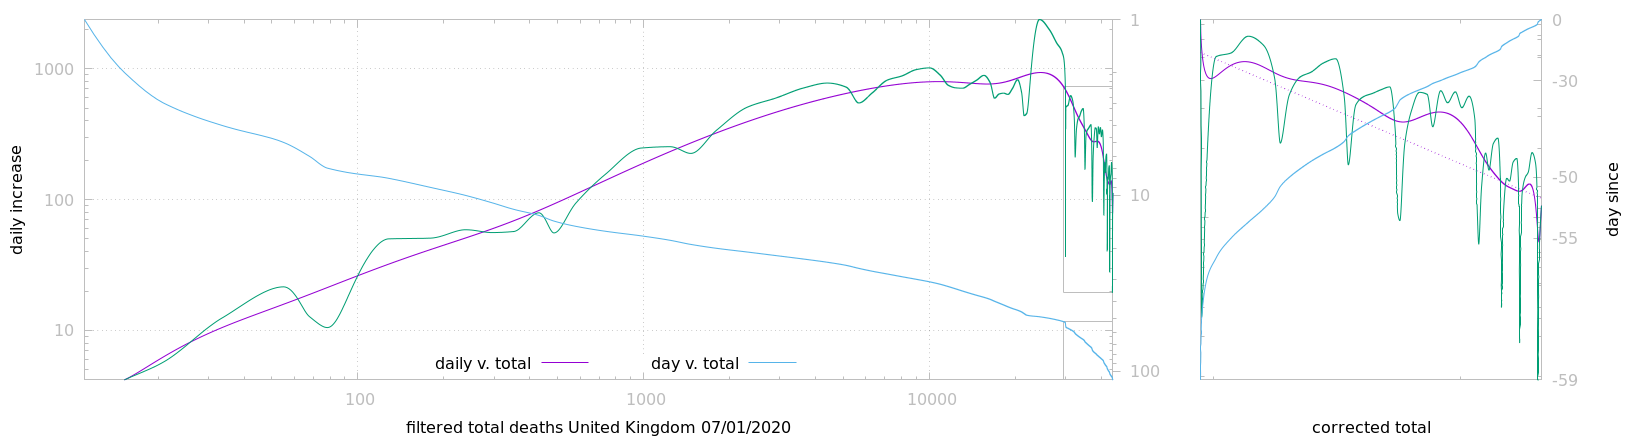 1000
100
10
daily increase
daily v. total
day v. total
100
1000
10000
filtered total deaths United Kingdom 07/01/2020
1
10
100
0
-30
-50
-55
-59
day since
corrected total